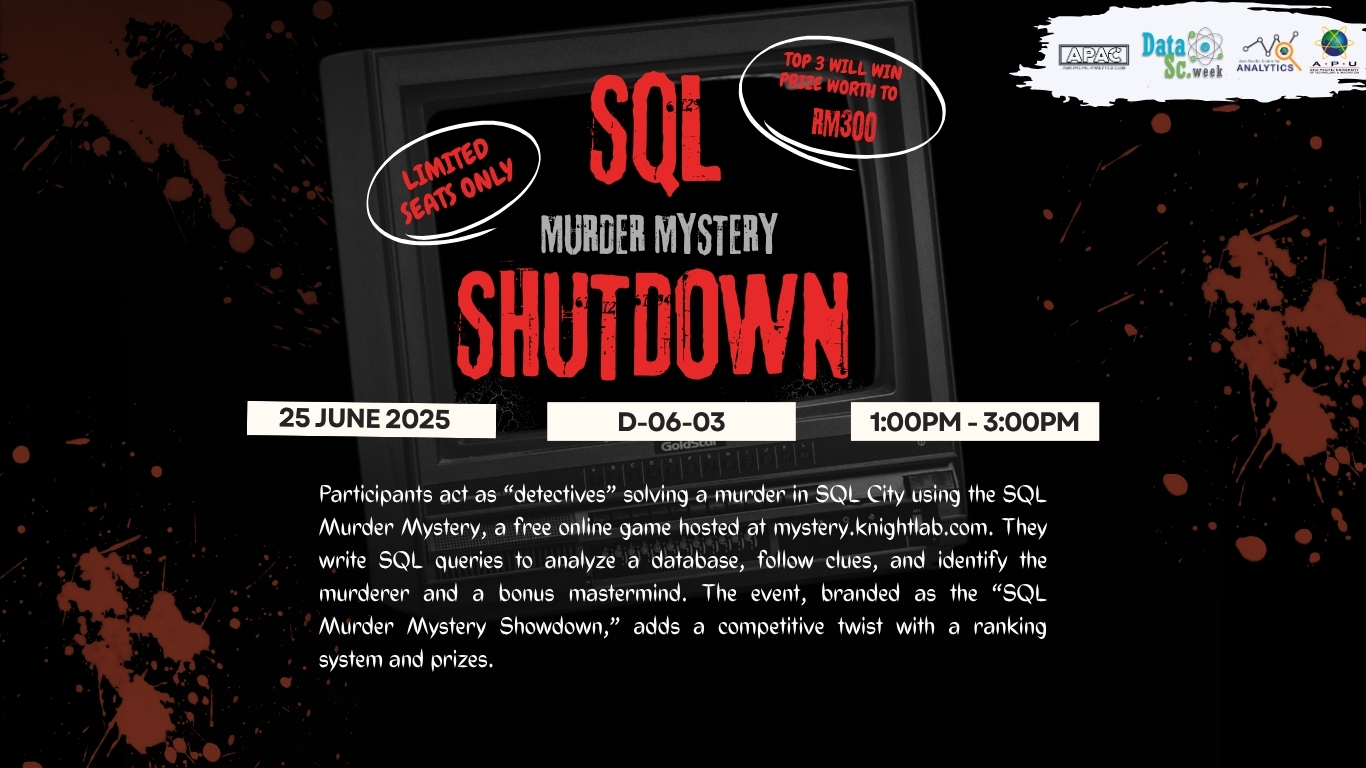 APAC
Data
Sc.week
ANALYTICS
A · P · U
TOP 3 WILL WIN
PRIZE WORTH TO
RM300
LIMITED
SEATS ONLY
SQL
MURDER MYSTERY
SHUTDOWN
25 JUNE 2025
D-06-03
1:00PM - 3:00PM
GoldStar
Participants act as “detectives” solving a murder in SQL City using the SQL
Murder Mystery, a free online game hosted at mystery.knightlab.com. They
write SQL queries to analyze a database, follow clues, and identify the
murderer and a bonus mastermind. The event, branded as the “SQL
Murder Mystery Showdown,” adds a competitive twist with a ranking
system and prizes.